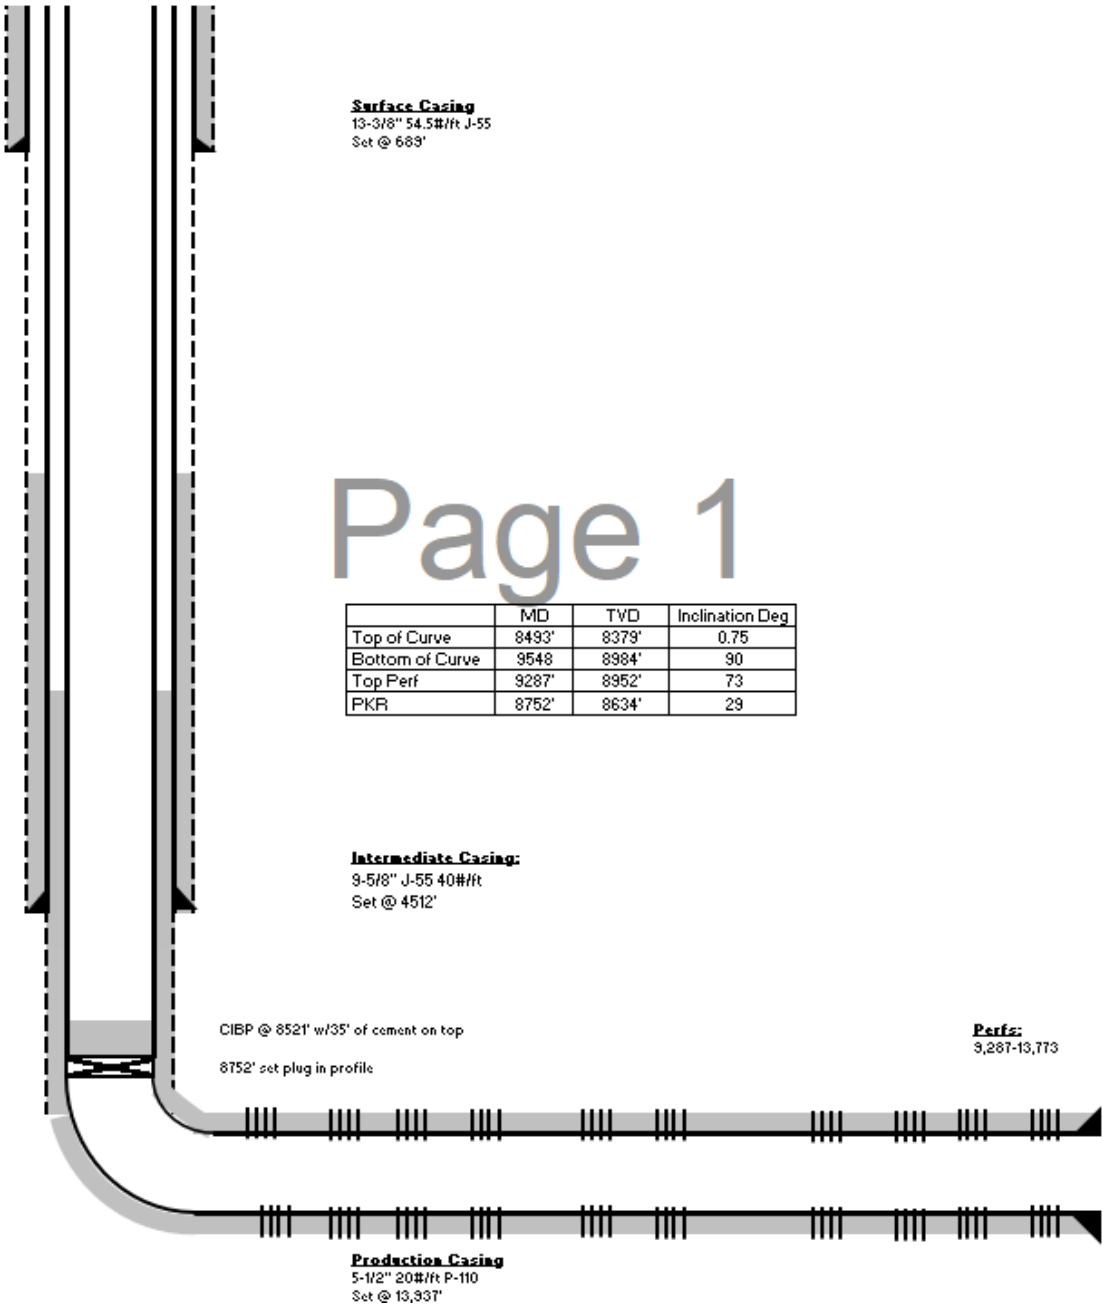 Surface Casing
13-3/8" 54.5#/ft J-55
Set @ 689'
Page 1
MD TVD Inclination Deg
Top of Curve 8493' 8379' 0.75
Bottom of Curve 9548 8984' 90
Top Perf 9287' 8952' 73
PKR 8752' 8634' 29
Intermediate Casing:
9-5/8" J-55 40#/ft
Set @ 4512'
CIBP @ 8521' w/35' of cement on top
8752' set plug in profile
Perfs:
9,287-13,773
Production Casing
5-1/2" 20#/ft P-110
Set @ 13,937'